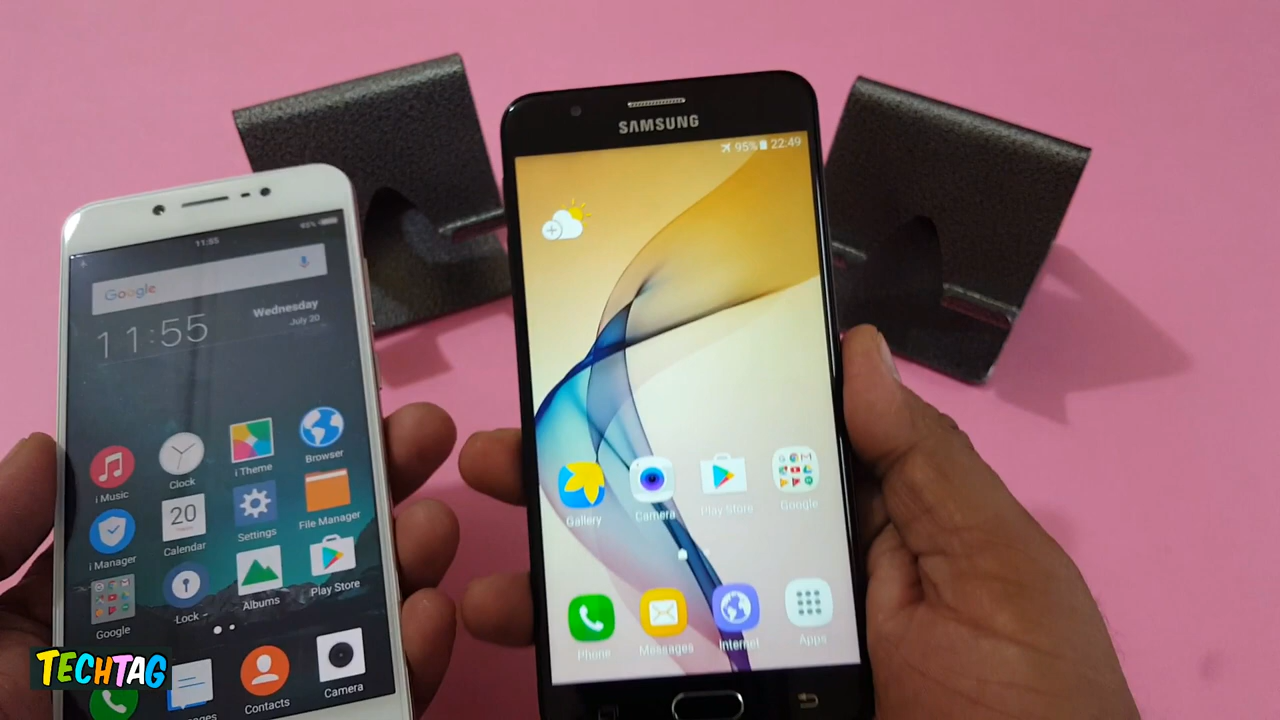 SAMSUNG
95% 22:49
Gallery
Camera
Play Store
Google
Phone
Messages
Internet
Apps
11:55
95%
Google
11:55
Wednesday
July 20
i Music
Clock
i Theme
Browser
i Manager
Calendar
20
Settings
File Manager
Google
Lock
Albums
Play Store
Contacts
Camera
TECHTAG